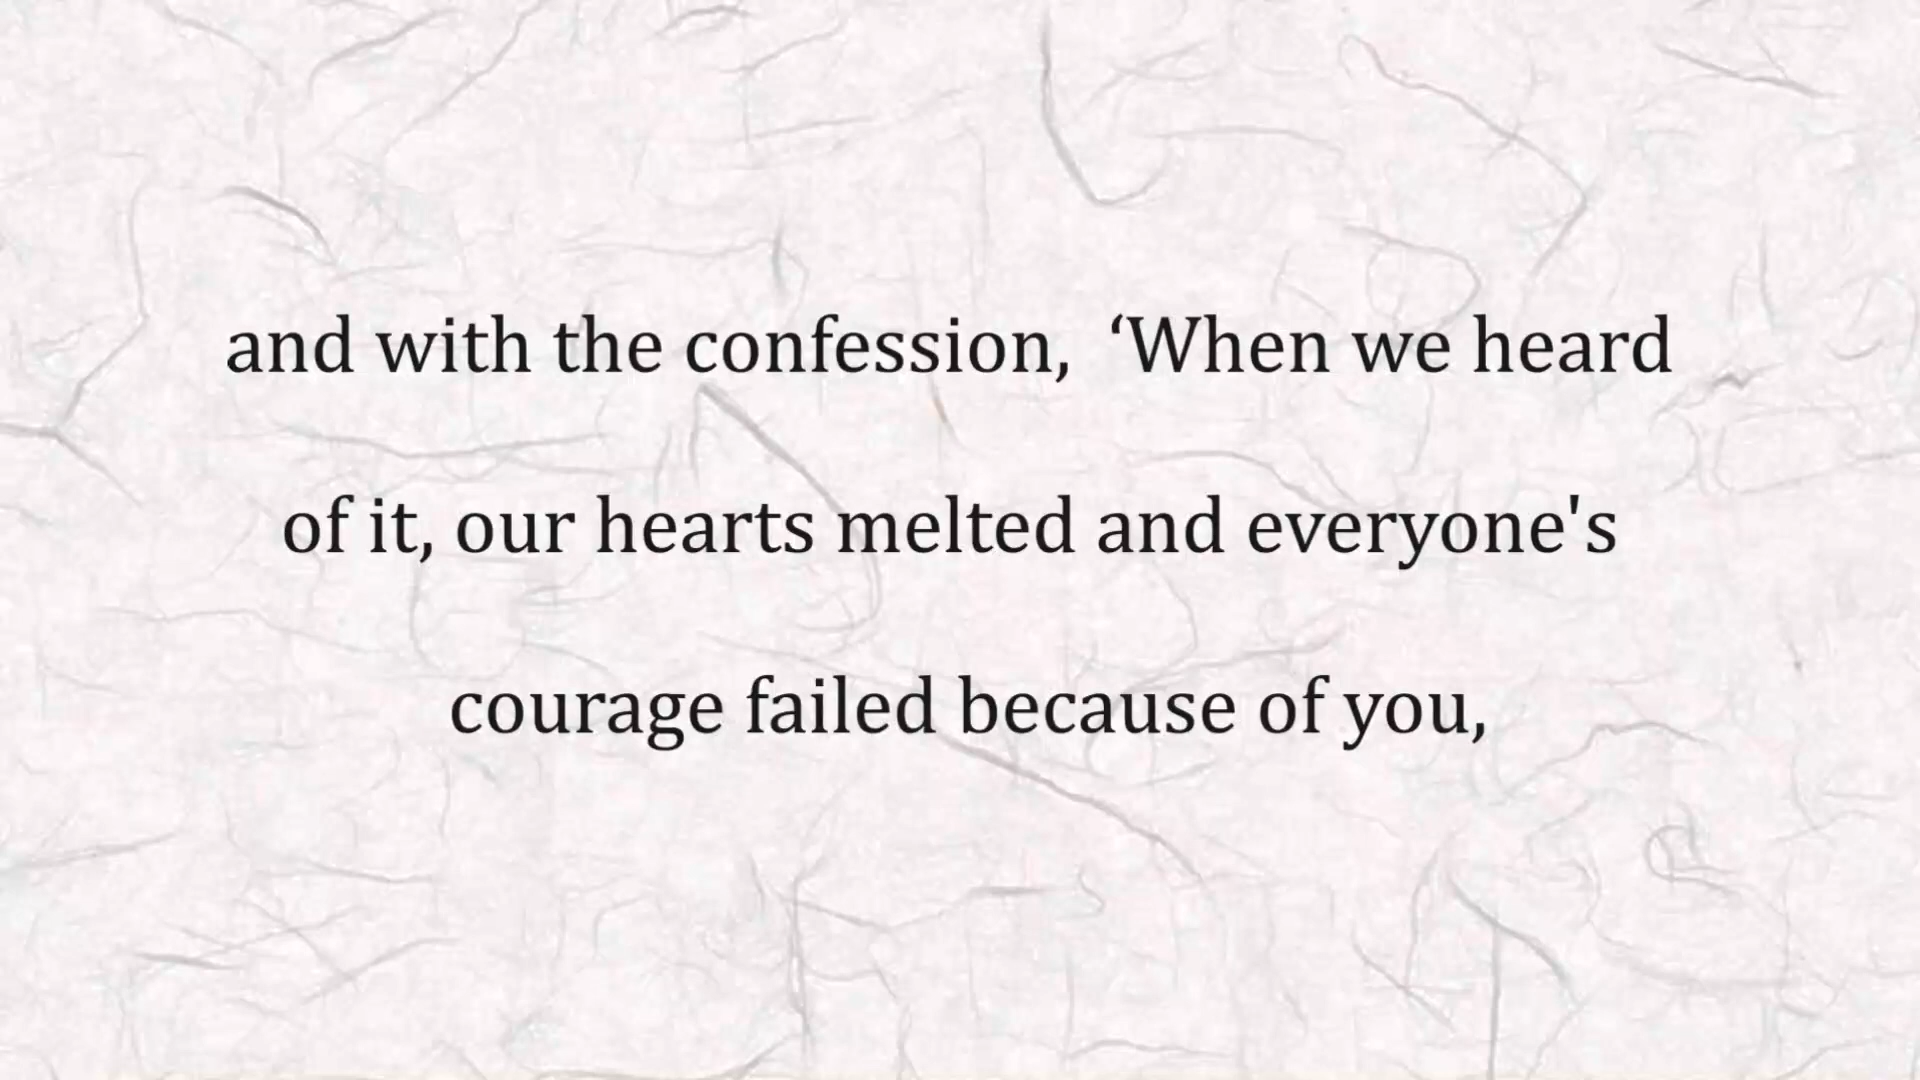 and with the confession,  ‘When we heard
of it, our hearts melted and everyone's
courage failed because of you,